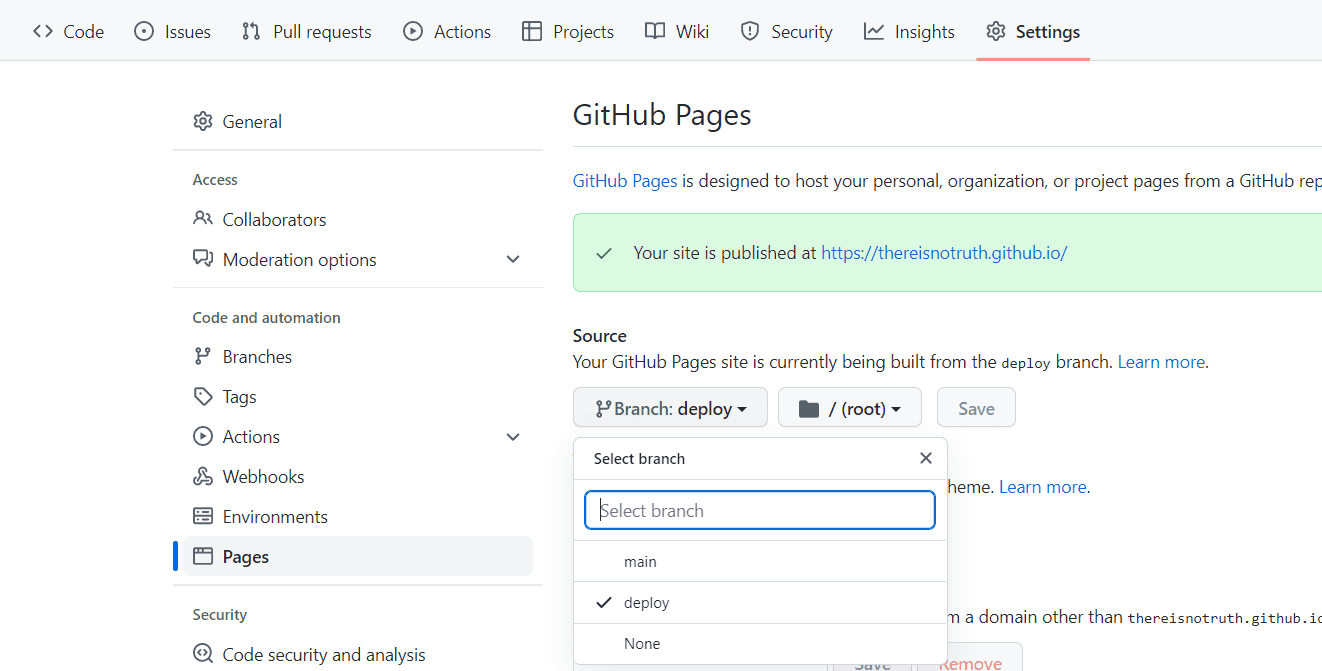 Code Issues Pull requests Actions Projects Wiki Security Insights Settings
General
Access
Collaborators
Moderation options
Code and automation
Branches
Tags
Actions
Webhooks
Environments
Pages
Security
Code security and analysis
GitHub Pages
GitHub Pages is designed to host your personal, organization, or project pages from a GitHub rep
Your site is published at https://thereisnotruth.github.io/
Source
Your GitHub Pages site is currently being built from the deploy branch. Learn more.
Branch: deploy / (root) Save
Select branch
Select branch
main
deploy
None
heme. Learn more.
m a domain other than thereisnotruth.github.io
Save Remove